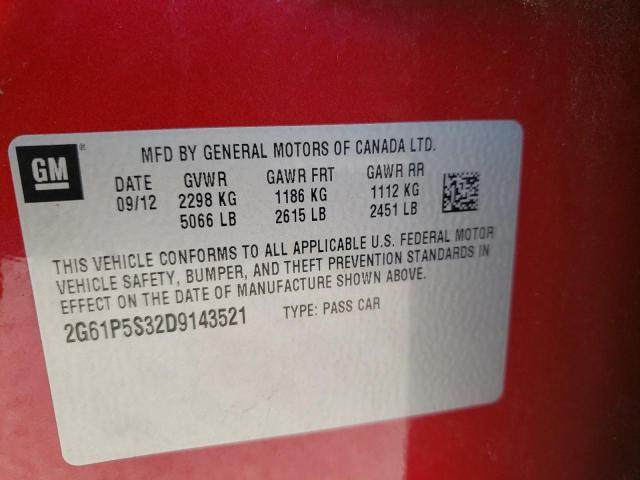 GM ®
MFD BY GENERAL MOTORS OF CANADA LTD.
DATE GVWR GAWR FRT GAWR RR
09/12 2298 KG 1186 KG 1112 KG
5066 LB 2615 LB 2451 LB
THIS VEHICLE CONFORMS TO ALL APPLICABLE U.S. FEDERAL MOTOR
VEHICLE SAFETY, BUMPER, AND THEFT PREVENTION STANDARDS IN
EFFECT ON THE DATE OF MANUFACTURE SHOWN ABOVE.
2G61P5S32D9143521 TYPE: PASS CAR